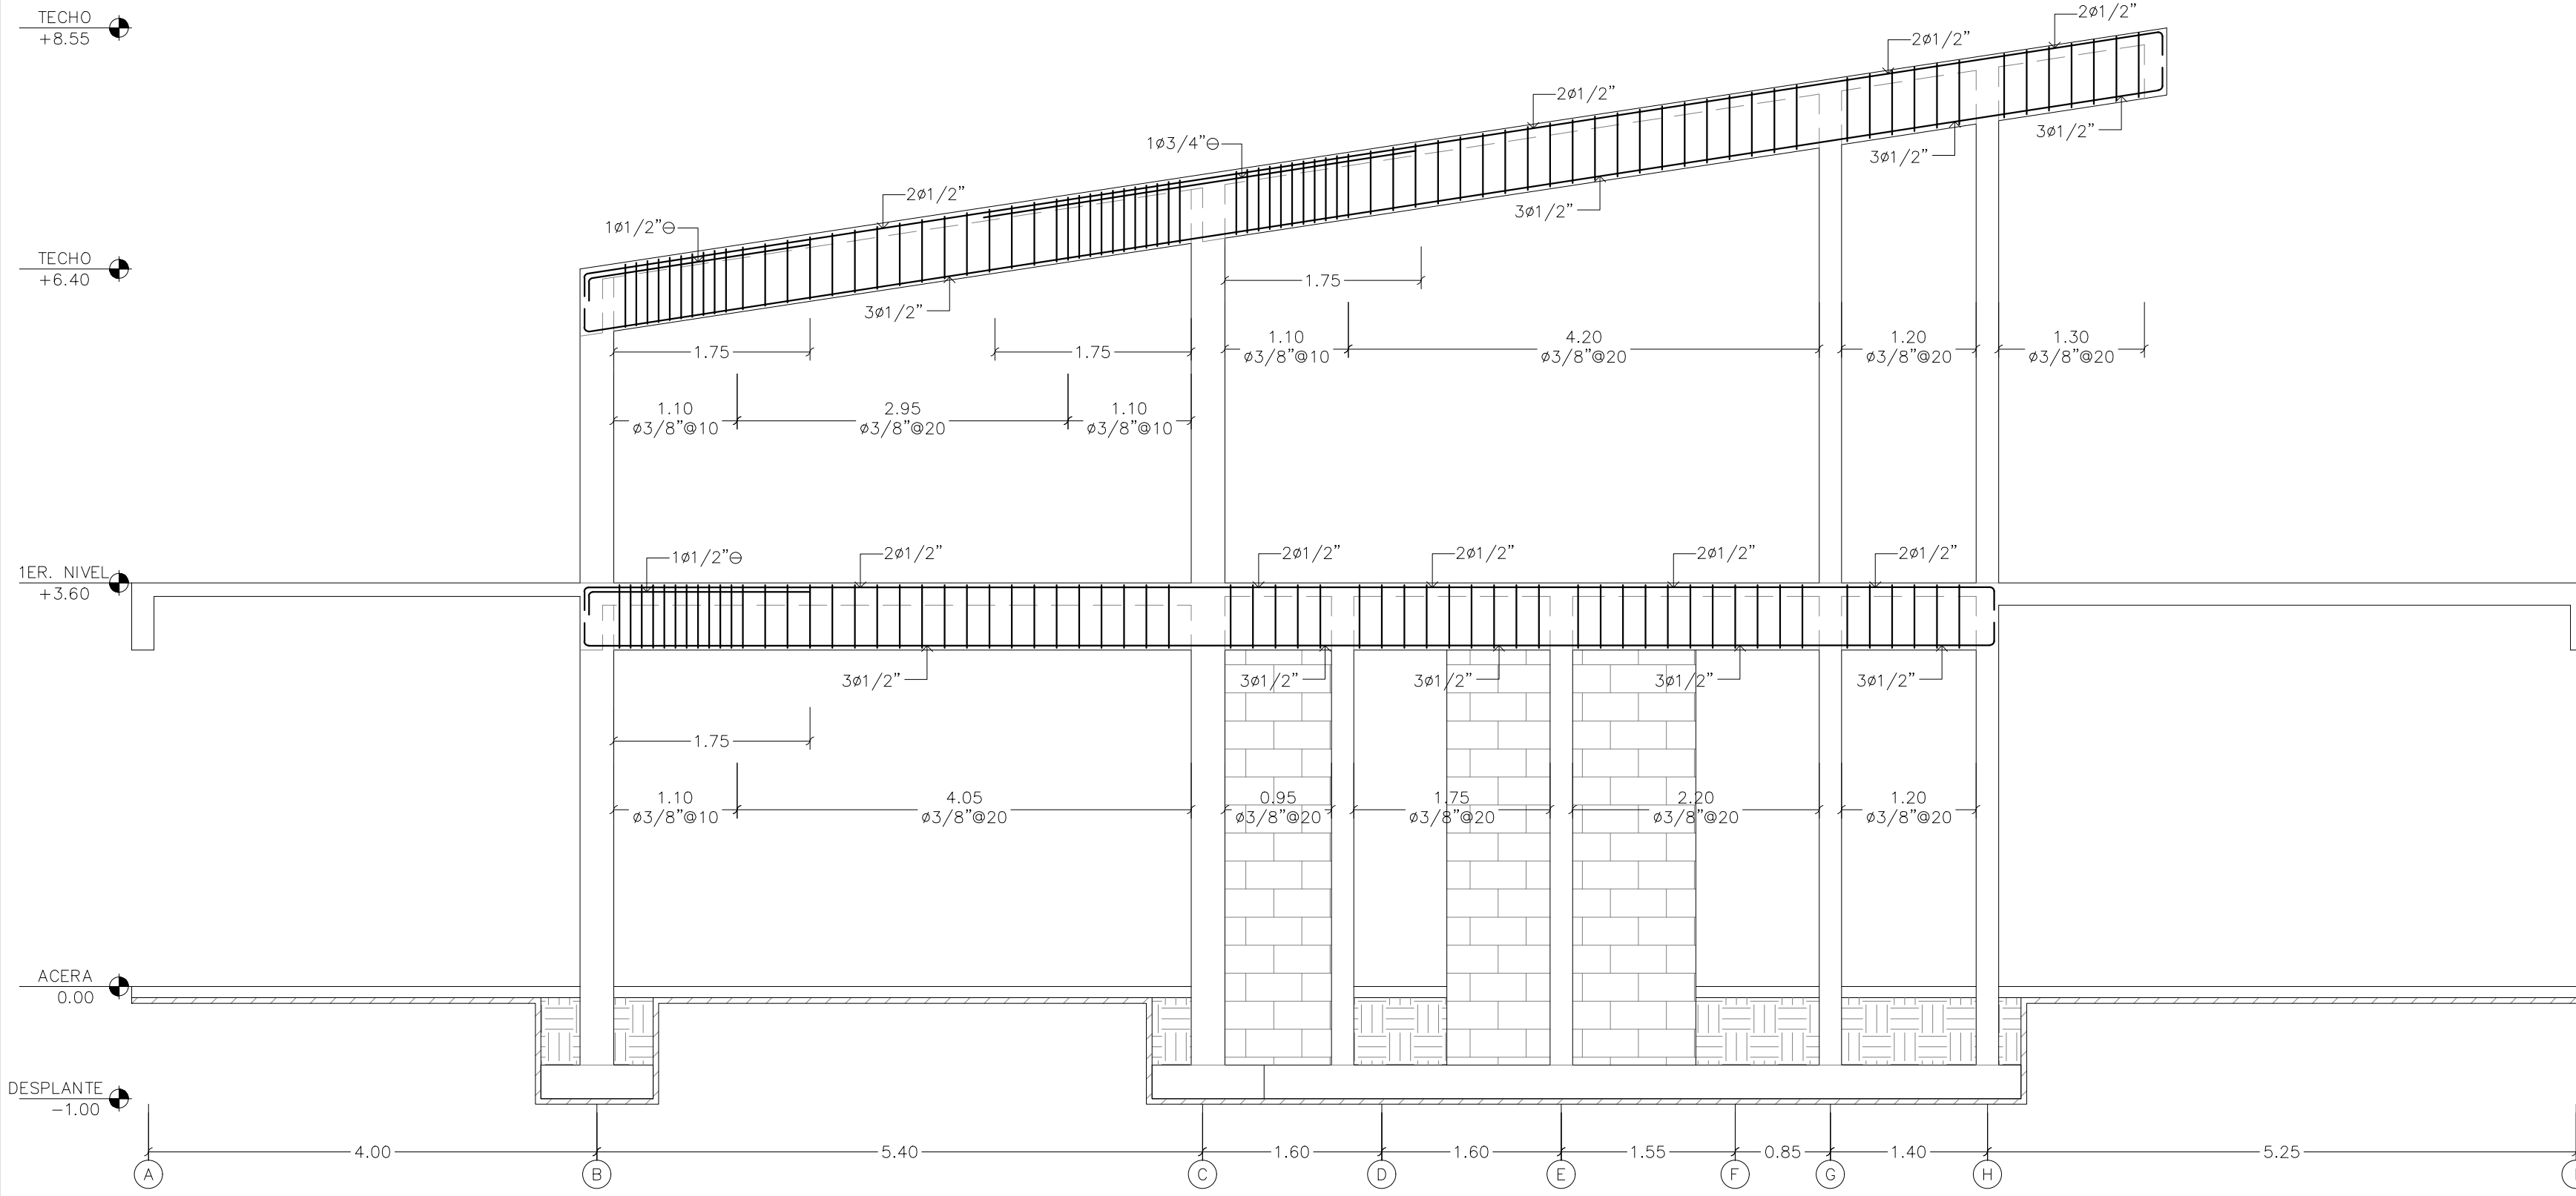 TECHO
+8.55
2ø1/2"
2ø1/2"
2ø1/2"
3ø1/2"
1ø3/4"⊖
3ø1/2"
2ø1/2"
3ø1/2"
1ø1/2"⊖
TECHO
+6.40
3ø1/2"
1.75
1.75
1.75
1.10
ø3/8"@10
4.20
ø3/8"@20
1.20
ø3/8"@20
1.30
ø3/8"@20
1.10
ø3/8"@10
2.95
ø3/8"@20
1.10
ø3/8"@10
1ER. NIVEL
+3.60
1ø1/2"⊖
2ø1/2"
2ø1/2"
2ø1/2"
2ø1/2"
2ø1/2"
3ø1/2"
3ø1/2"
3ø1/2"
3ø1/2"
3ø1/2"
1.75
1.10
ø3/8"@10
4.05
ø3/8"@20
0.95
ø3/8"@20
1.75
ø3/8"@20
2.20
ø3/8"@20
1.20
ø3/8"@20
ACERA
0.00
DESPLANTE
−1.00
4.00
5.40
1.60
1.60
1.55
0.85
1.40
5.25
A
B
C
D
E
F
G
H